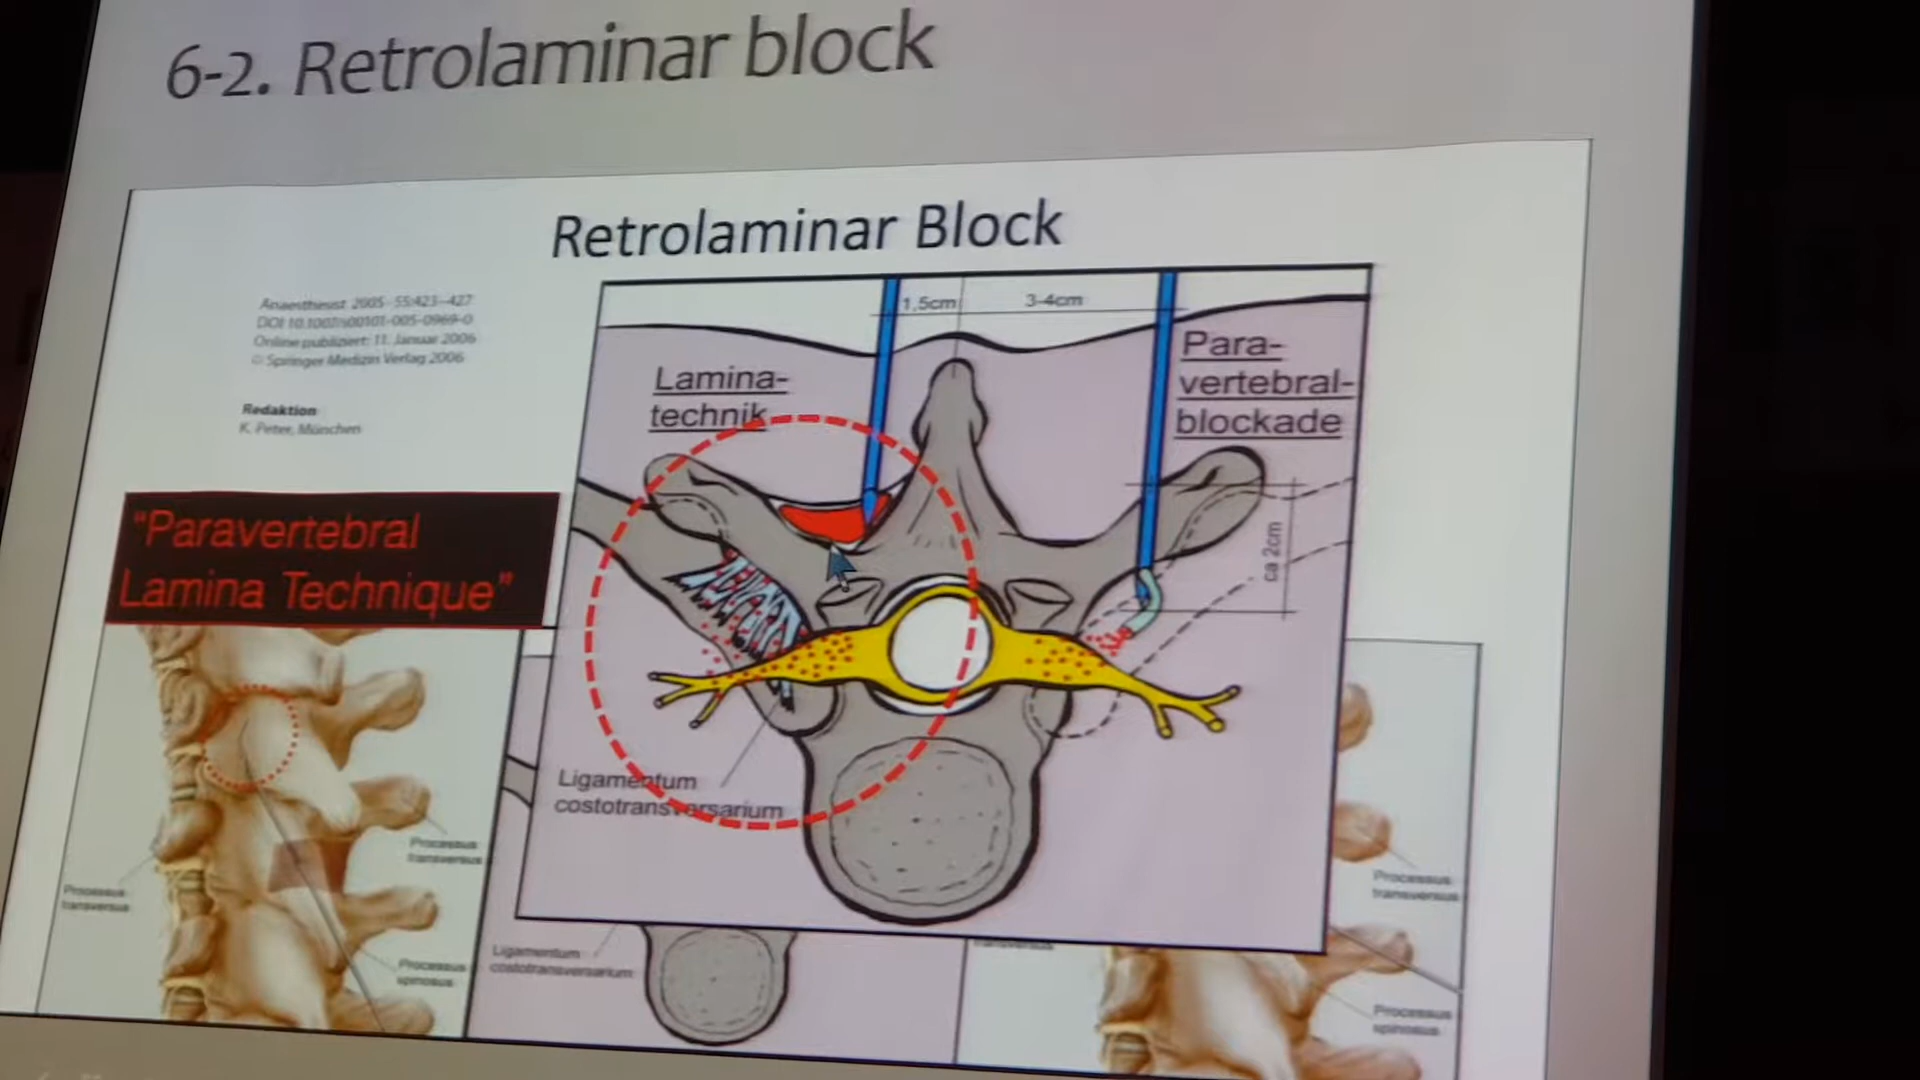 6-2. Retrolaminar block
Retrolaminar Block
Anaesthesist 2005 · 55:423–427
DOI 10.1007/s00101-005-0969-0
Online publiziert: 11. Januar 2006
© Springer Medizin Verlag 2006
Redaktion
K. Peter, München
1,5cm
3-4cm
Lamina-
technik
Para-
vertebral-
blockade
ca 2cm
"Paravertebral
Lamina Technique"
Ligamentum
costotransversarium
Processus
transversus
Processus
transversus
Processus
spinosus
Ligamentum
costotransversarium
transversus
Processus
transversus
Processus
spinosus